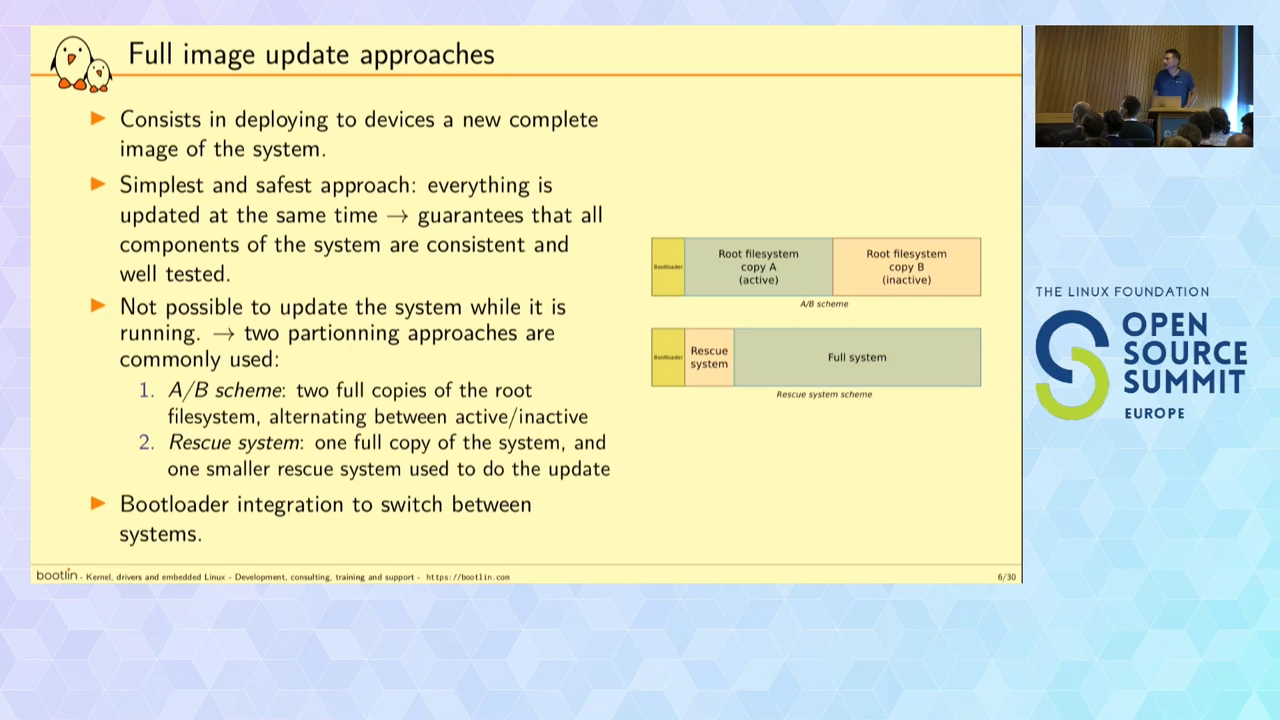 Full image update approaches
Consists in deploying to devices a new complete
image of the system.
Simplest and safest approach: everything is
updated at the same time → guarantees that all
components of the system are consistent and
well tested.
Not possible to update the system while it is
running. → two partionning approaches are
commonly used:
1. A/B scheme: two full copies of the root
filesystem, alternating between active/inactive
2. Rescue system: one full copy of the system, and
one smaller rescue system used to do the update
Bootloader integration to switch between
systems.
Bootloader
Root filesystem
copy A
(active)
Root filesystem
copy B
(inactive)
A/B scheme
Bootloader
Rescue
system
Full system
Rescue system scheme
bootlin - Kernel, drivers and embedded Linux - Development, consulting, training and support - https://bootlin.com
6/30
THE LINUX FOUNDATION
OPEN
SOURCE
SUMMIT
EUROPE